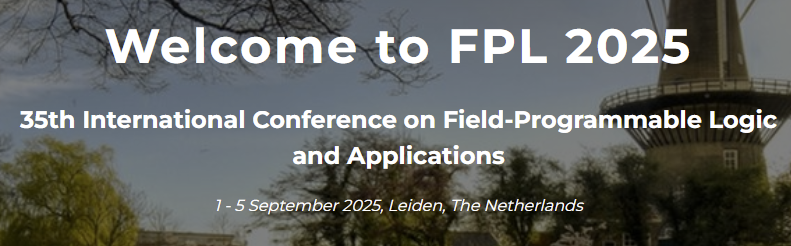 Welcome to FPL 2025
35th International Conference on Field-Programmable Logic
and Applications
1 - 5 September 2025, Leiden, The Netherlands